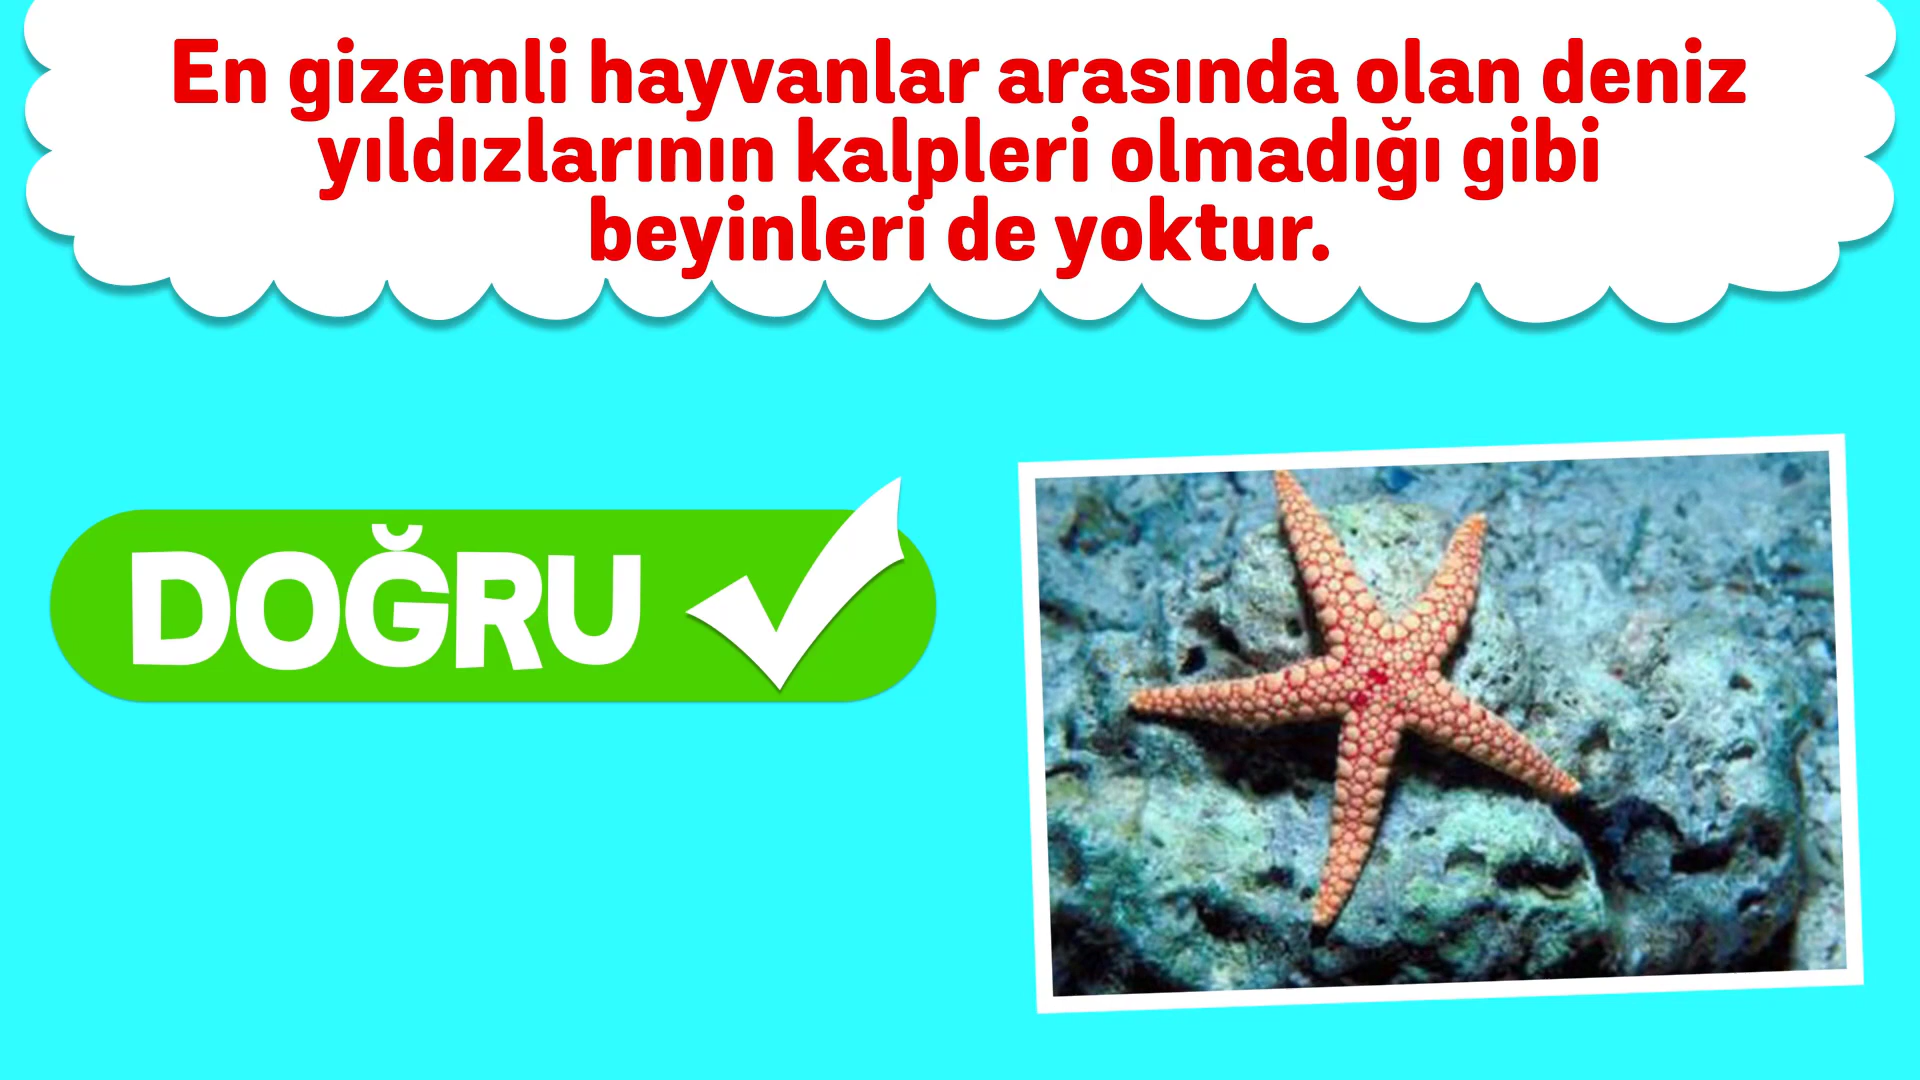 En gizemli hayvanlar arasında olan deniz
yıldızlarının kalpleri olmadığı gibi
beyinleri de yoktur.
DOĞRU